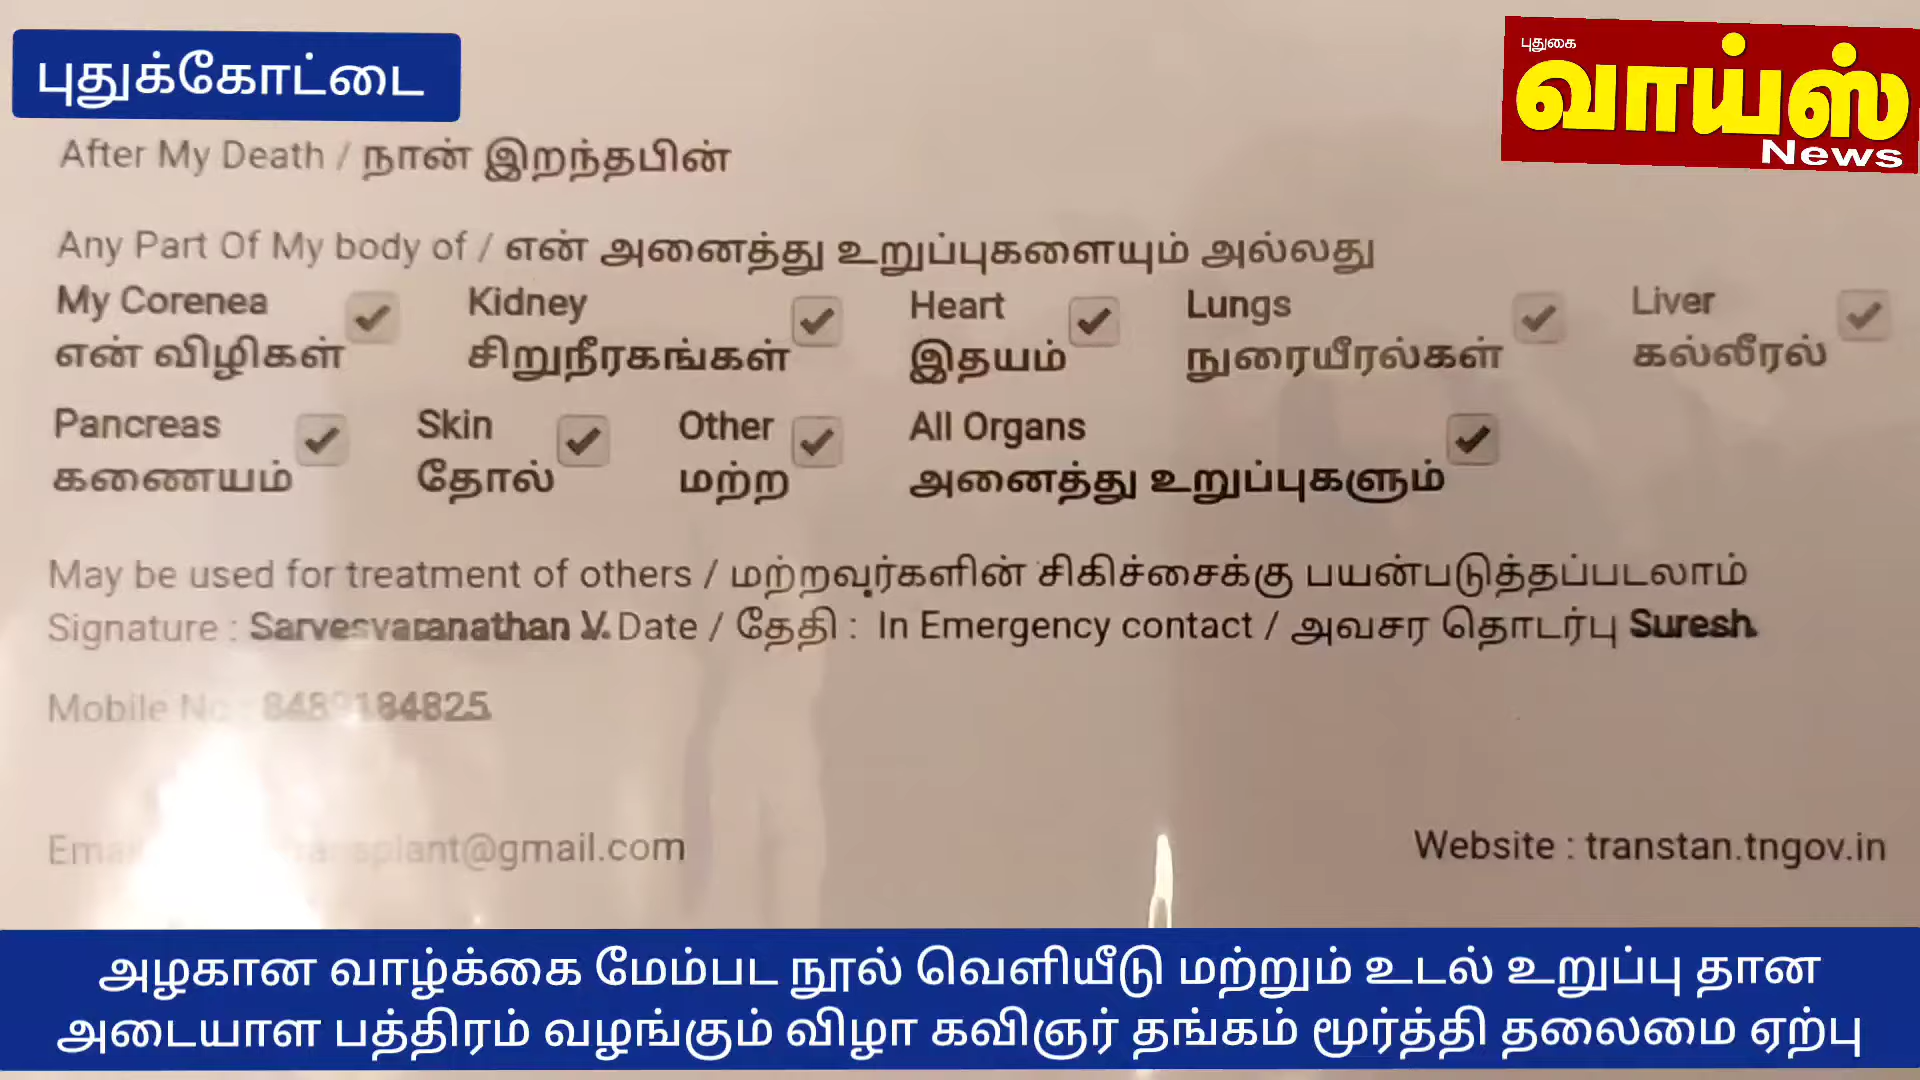 புதுக்கோட்டை
புதுகை
வாய்ஸ்
News
After My Death / நான் இறந்தபின்
Any Part Of My body of / என் அனைத்து உறுப்புகளையும் அல்லது
My Corenea Kidney Heart Lungs Liver
என் விழிகள் சிறுநீரகங்கள் இதயம் நுரையீரல்கள் கல்லீரல்
Pancreas Skin Other All Organs
கணையம் தோல் மற்ற அனைத்து உறுப்புகளும்
May be used for treatment of others / மற்றவர்களின் சிகிச்சைக்கு பயன்படுத்தப்படலாம்
Signature : Sarvesvaranathan V. Date / தேதி : In Emergency contact / அவசர தொடர்பு Suresh
Mobile No :
Website : transtan.tngov.in
அழகான வாழ்க்கை மேம்பட நூல் வெளியீடு மற்றும் உடல் உறுப்பு தான
அடையாள பத்திரம் வழங்கும் விழா கவிஞர் தங்கம் மூர்த்தி தலைமை ஏற்பு